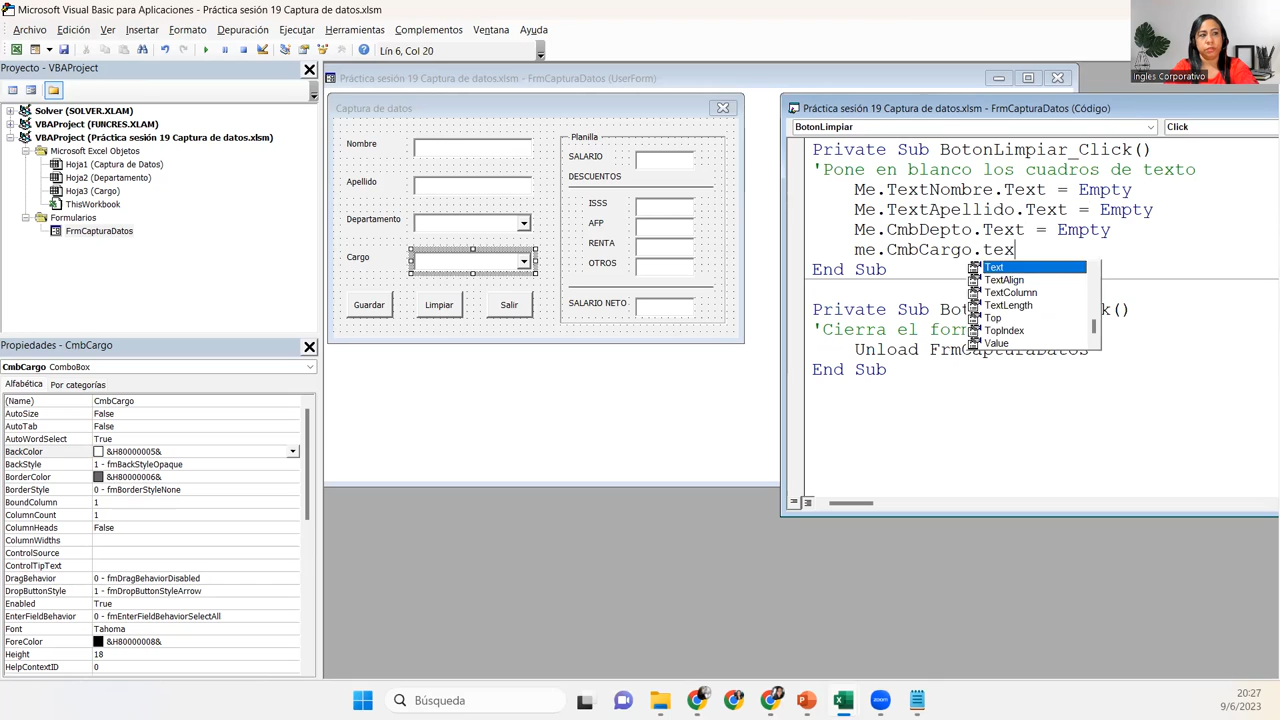 Microsoft Visual Basic para Aplicaciones - Práctica sesión 19 Captura de datos.xlsm
Archivo Edición Ver Insertar Formato Depuración Ejecutar Herramientas Complementos Ventana Ayuda
Lín 6, Col 20
Ingles Corporativo
Proyecto - VBAProject
Solver (SOLVER.XLAM)
VBAProject (FUNCRES.XLAM)
VBAProject (Práctica sesión 19 Captura de datos.xlsm)
Microsoft Excel Objetos
Hoja1 (Captura de Datos)
Hoja2 (Departamento)
Hoja3 (Cargo)
ThisWorkbook
Formularios
FrmCapturaDatos
Propiedades - CmbCargo
CmbCargo ComboBox
Alfabética Por categorías
(Name) CmbCargo
AutoSize False
AutoTab False
AutoWordSelect True
BackColor &H80000005&
BackStyle 1 - fmBackStyleOpaque
BorderColor &H80000006&
BorderStyle 0 - fmBorderStyleNone
BoundColumn 1
ColumnCount 1
ColumnHeads False
ColumnWidths
ControlSource
ControlTipText
DragBehavior 0 - fmDragBehaviorDisabled
DropButtonStyle 1 - fmDropButtonStyleArrow
Enabled True
EnterFieldBehavior 0 - fmEnterFieldBehaviorSelectAll
Font Tahoma
ForeColor &H80000008&
Height 18
HelpContextID 0
Práctica sesión 19 Captura de datos.xlsm - FrmCapturaDatos (UserForm)
Captura de datos
Nombre
Apellido
Departamento
Cargo
Guardar Limpiar Salir
Planilla
SALARIO
DESCUENTOS
ISSS
AFP
RENTA
OTROS
SALARIO NETO
Práctica sesión 19 Captura de datos.xlsm - FrmCapturaDatos (Código)
BotonLimpiar Click
Private Sub BotonLimpiar_Click()
'Pone en blanco los cuadros de texto
Me.TextNombre.Text = Empty
Me.TextApellido.Text = Empty
Me.CmbDepto.Text = Empty
me.CmbCargo.tex
End Sub
Text
TextAlign
TextColumn
TextLength
Top
TopIndex
Value
Private Sub Bot k()
'Cierra el for
Unload FrmCapturaDatos
End Sub
Búsqueda
20:27
9/6/2023